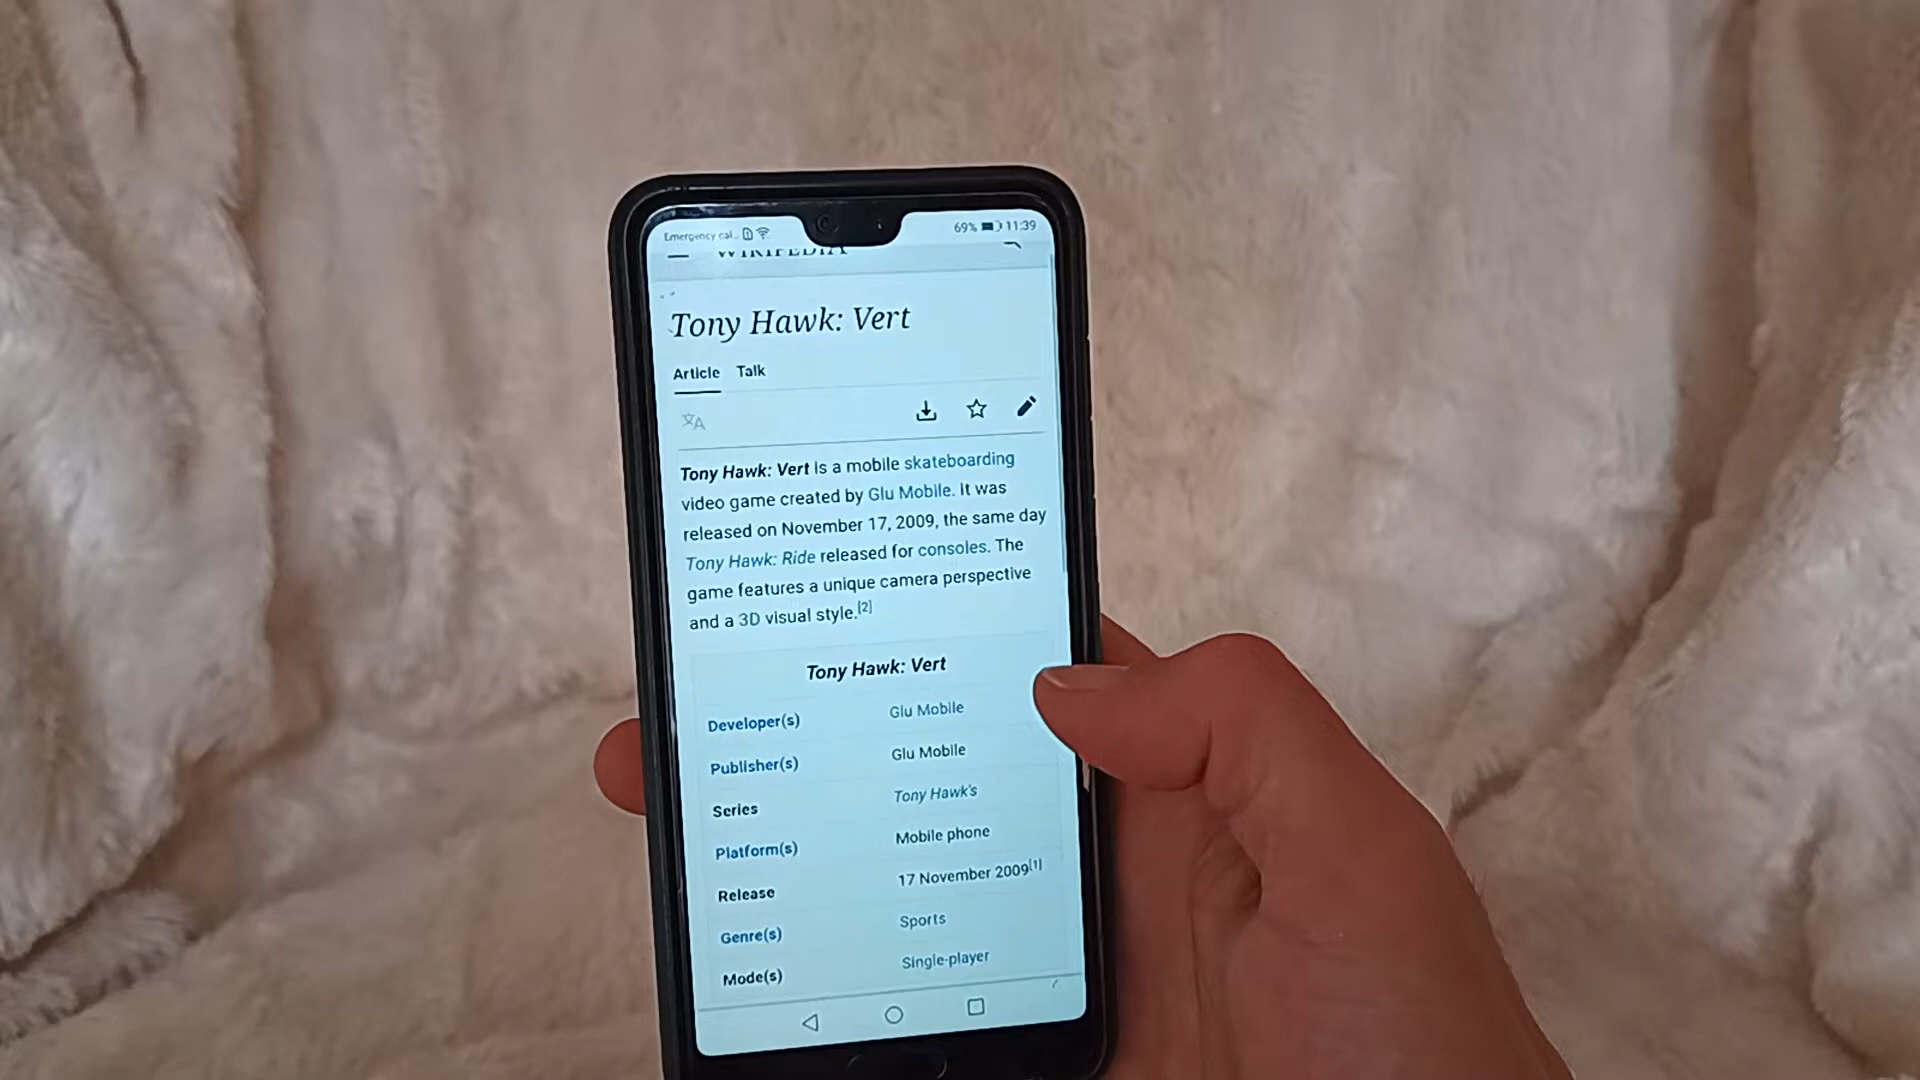 Emergency cal... 69% 11:39
WIKIPEDIA
Tony Hawk: Vert
Article Talk
Tony Hawk: Vert is a mobile skateboarding
video game created by Glu Mobile. It was
released on November 17, 2009, the same day
Tony Hawk: Ride released for consoles. The
game features a unique camera perspective
and a 3D visual style.[2]
Tony Hawk: Vert
Developer(s) Glu Mobile
Publisher(s) Glu Mobile
Series Tony Hawk's
Platform(s) Mobile phone
Release 17 November 2009[1]
Genre(s) Sports
Mode(s) Single-player